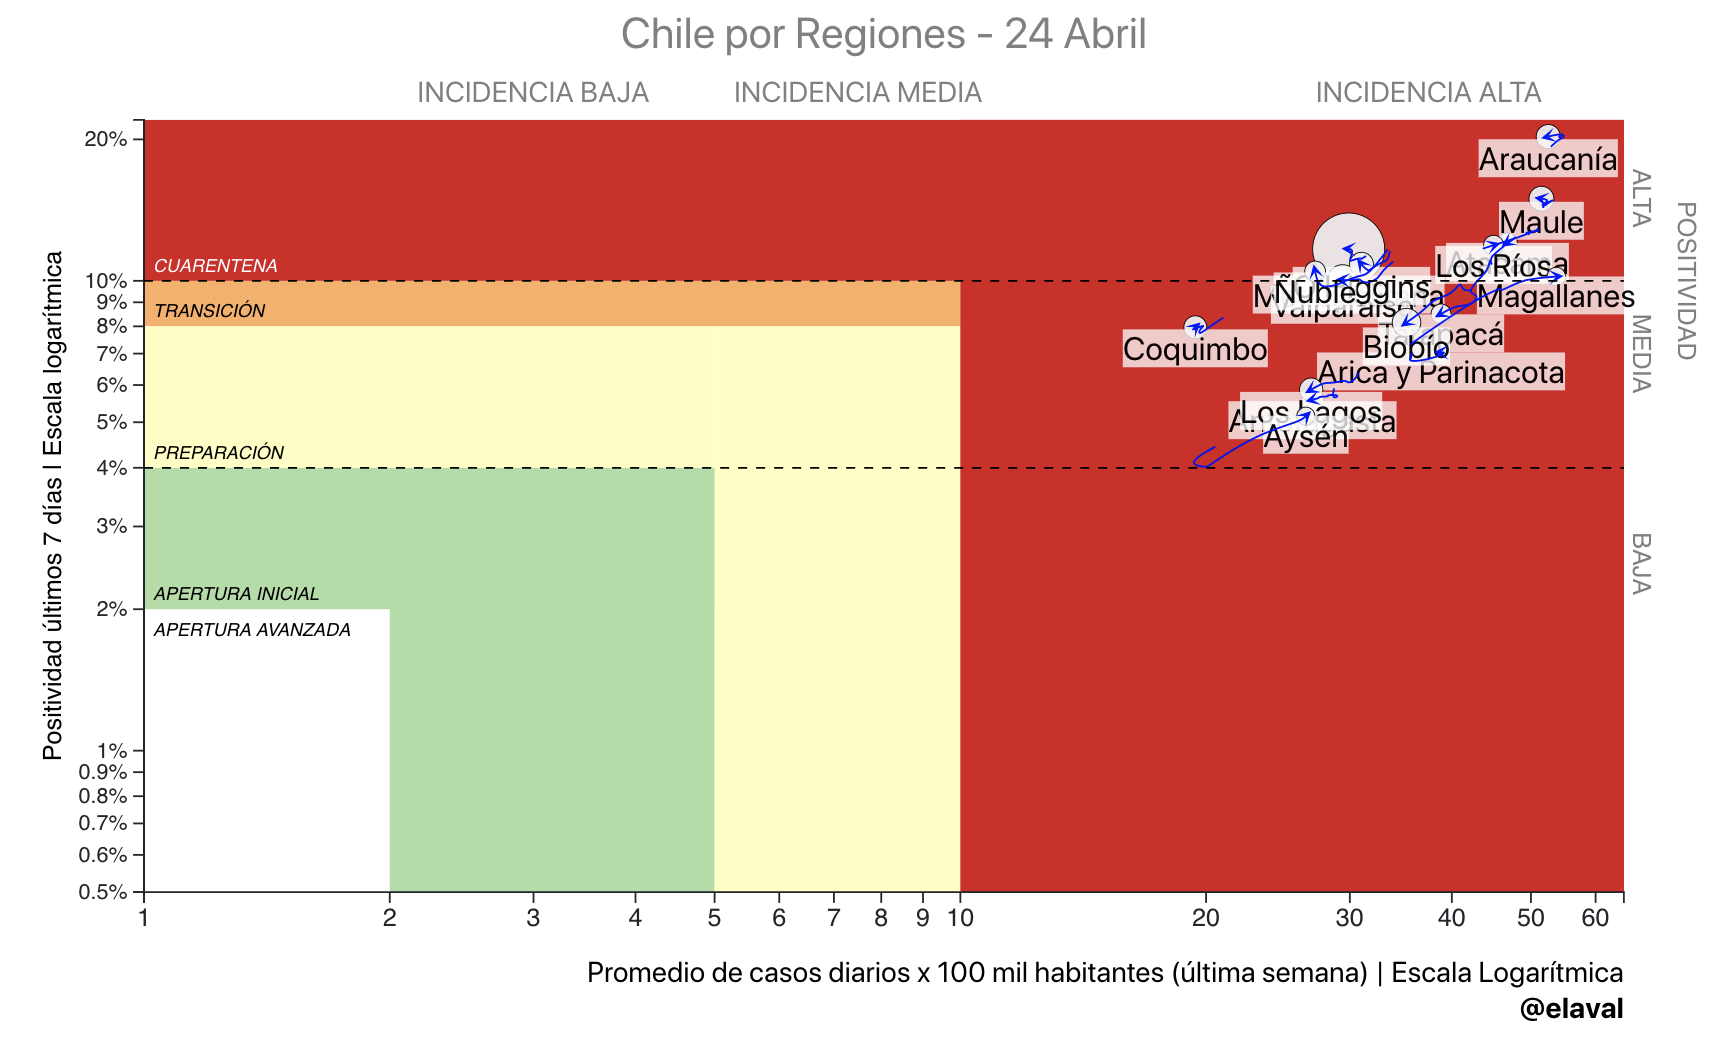 Chile por Regiones - 24 Abril
INCIDENCIA BAJA
INCIDENCIA MEDIA
INCIDENCIA ALTA
Positividad últimos 7 días I Escala logarítmica
20%
10%
9%
8%
7%
6%
5%
4%
3%
2%
1%
0.9%
0.8%
0.7%
0.6%
0.5%
CUARENTENA
TRANSICIÓN
PREPARACIÓN
APERTURA INICIAL
APERTURA AVANZADA
Araucanía
Maule
Los Ríos
Magallanes
Ñuble
Valparaíso
Coquimbo
Biobío
Arica y Parinacota
Los Lagos
Aysén
ALTA
MEDIA
BAJA
POSITIVIDAD
1 2 3 4 5 6 7 8 9 10 20 30 40 50 60
Promedio de casos diarios x 100 mil habitantes (última semana) | Escala Logarítmica
@elaval